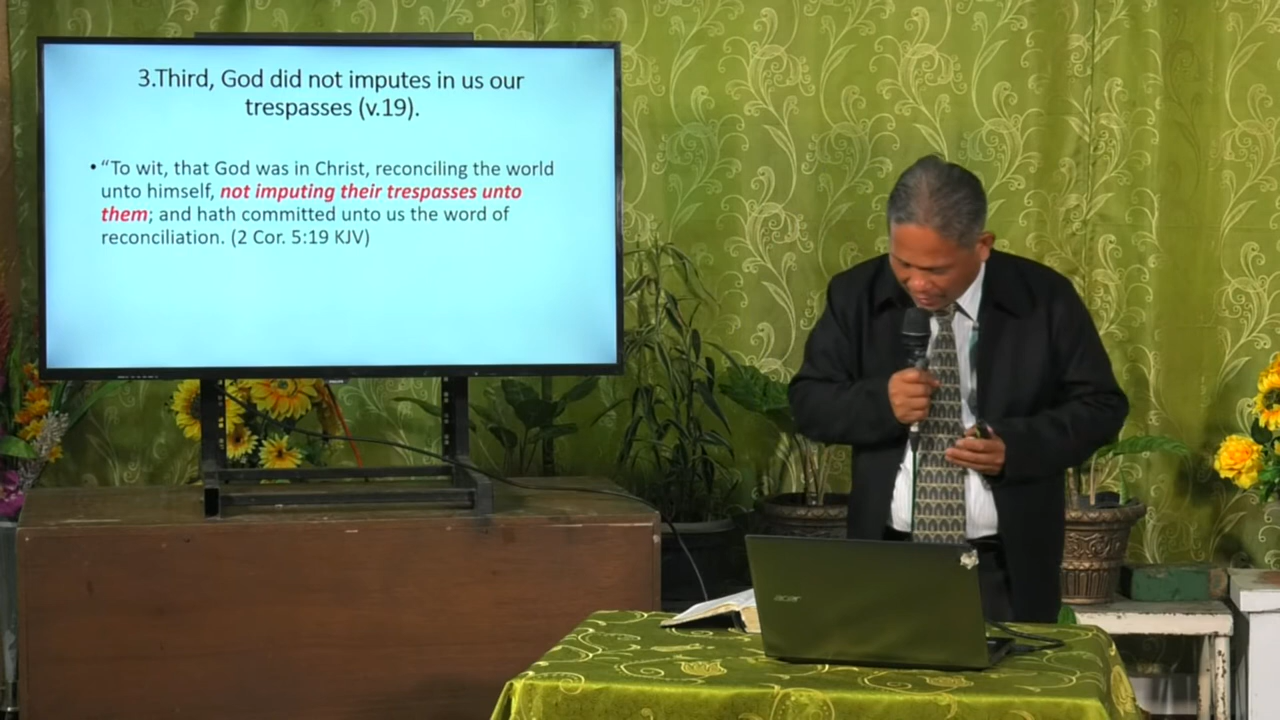 3.Third, God did not imputes in us our
trespasses (v.19).
• “To wit, that God was in Christ, reconciling the world
unto himself, not imputing their trespasses unto
them; and hath committed unto us the word of
reconciliation. (2 Cor. 5:19 KJV)
acer